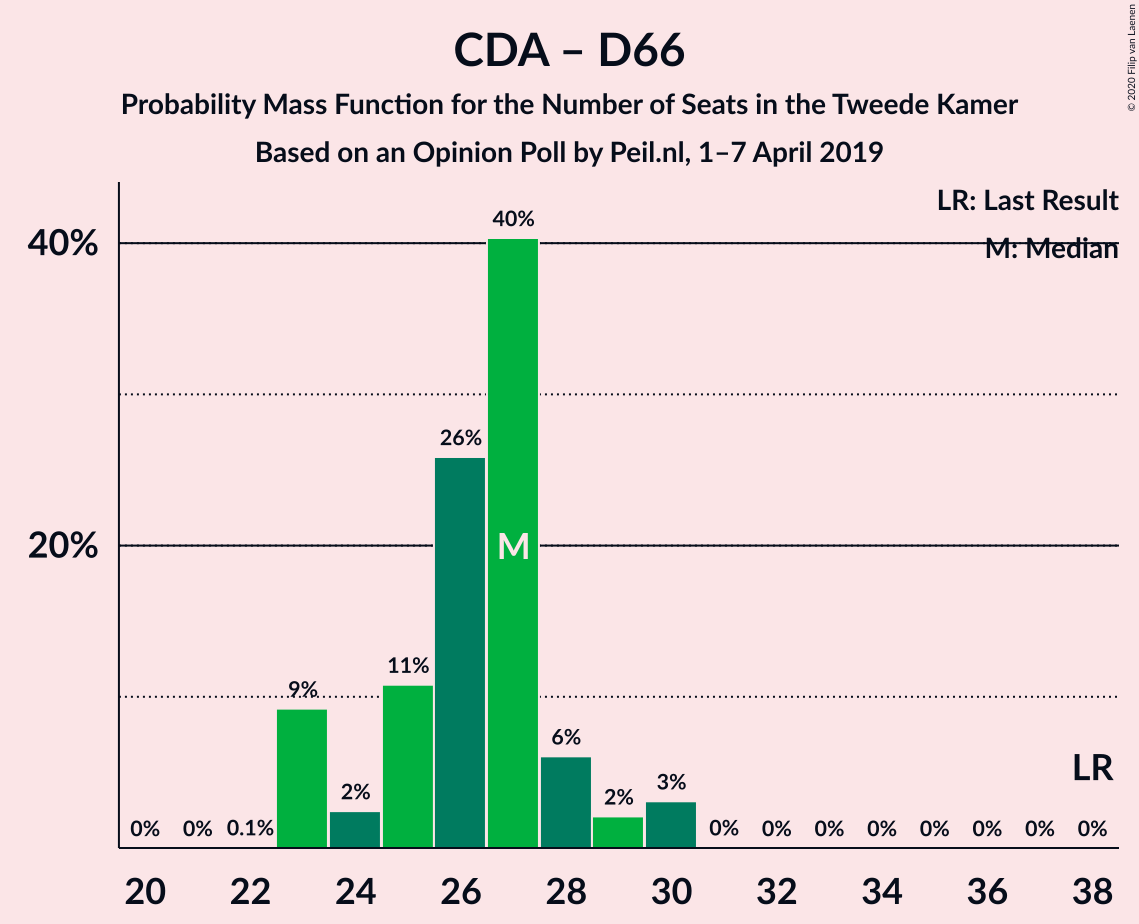 CDA – D66
Probability Mass Function for the Number of Seats in the Tweede Kamer
Based on an Opinion Poll by Peil.nl, 1–7 April 2019
© 2020 Filip van Laenen
LR: Last Result
M: Median
40%
20%
0% 0% 0.1% 9% 2% 11% 26% 40% 6% 2% 3% 0% 0% 0% 0% 0% 0% 0% 0%
M
LR
20 22 24 26 28 30 32 34 36 38